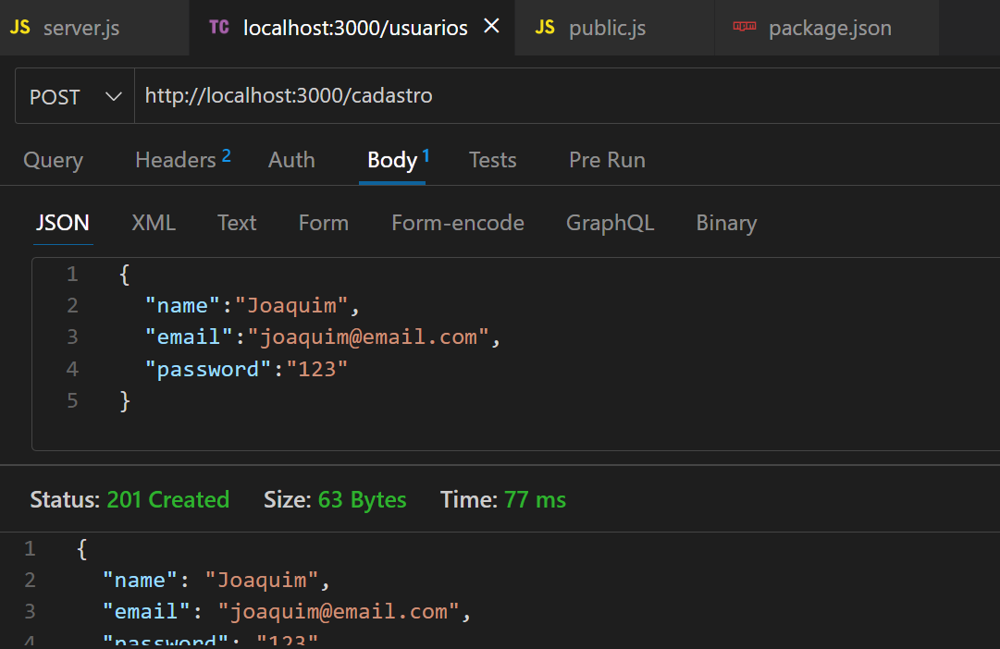 JS server.js TC localhost:3000/usuarios × JS public.js npm package.json
POST http://localhost:3000/cadastro
Query Headers 2 Auth Body 1 Tests Pre Run
JSON XML Text Form Form-encode GraphQL Binary
1 {
2 "name":"Joaquim",
3 "email":"joaquim@email.com",
4 "password":"123"
5 }
Status: 201 Created Size: 63 Bytes Time: 77 ms
1 {
2 "name": "Joaquim",
3 "email": "joaquim@email.com",
4 "password": "123"